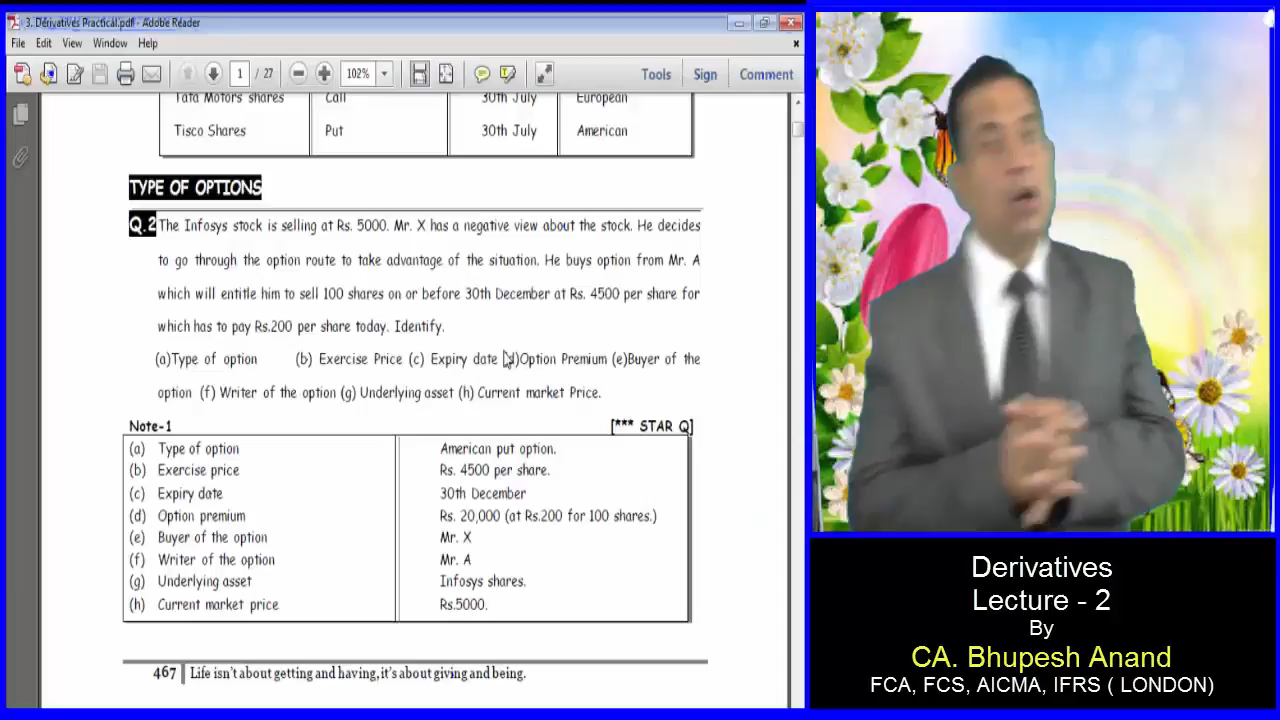 3. Derivatives Practical.pdf - Adobe Reader
File Edit View Window Help
1 / 27 102% Tools Sign Comment
Tata Motors shares Call 30th July European
Tisco Shares Put 30th July American
TYPE OF OPTIONS
Q.2 The Infosys stock is selling at Rs. 5000. Mr. X has a negative view about the stock. He decides
to go through the option route to take advantage of the situation. He buys option from Mr. A
which will entitle him to sell 100 shares on or before 30th December at Rs. 4500 per share for
which has to pay Rs.200 per share today. Identify.
(a)Type of option (b) Exercise Price (c) Expiry date (d)Option Premium (e)Buyer of the
option (f) Writer of the option (g) Underlying asset (h) Current market Price.
Note-1 [*** STAR Q]
(a) Type of option American put option.
(b) Exercise price Rs. 4500 per share.
(c) Expiry date 30th December
(d) Option premium Rs. 20,000 (at Rs.200 for 100 shares.)
(e) Buyer of the option Mr. X
(f) Writer of the option Mr. A
(g) Underlying asset Infosys shares.
(h) Current market price Rs.5000.
467 Life isn't about getting and having, it's about giving and being.
Derivatives
Lecture - 2
By
CA. Bhupesh Anand
FCA, FCS, AICMA, IFRS ( LONDON)